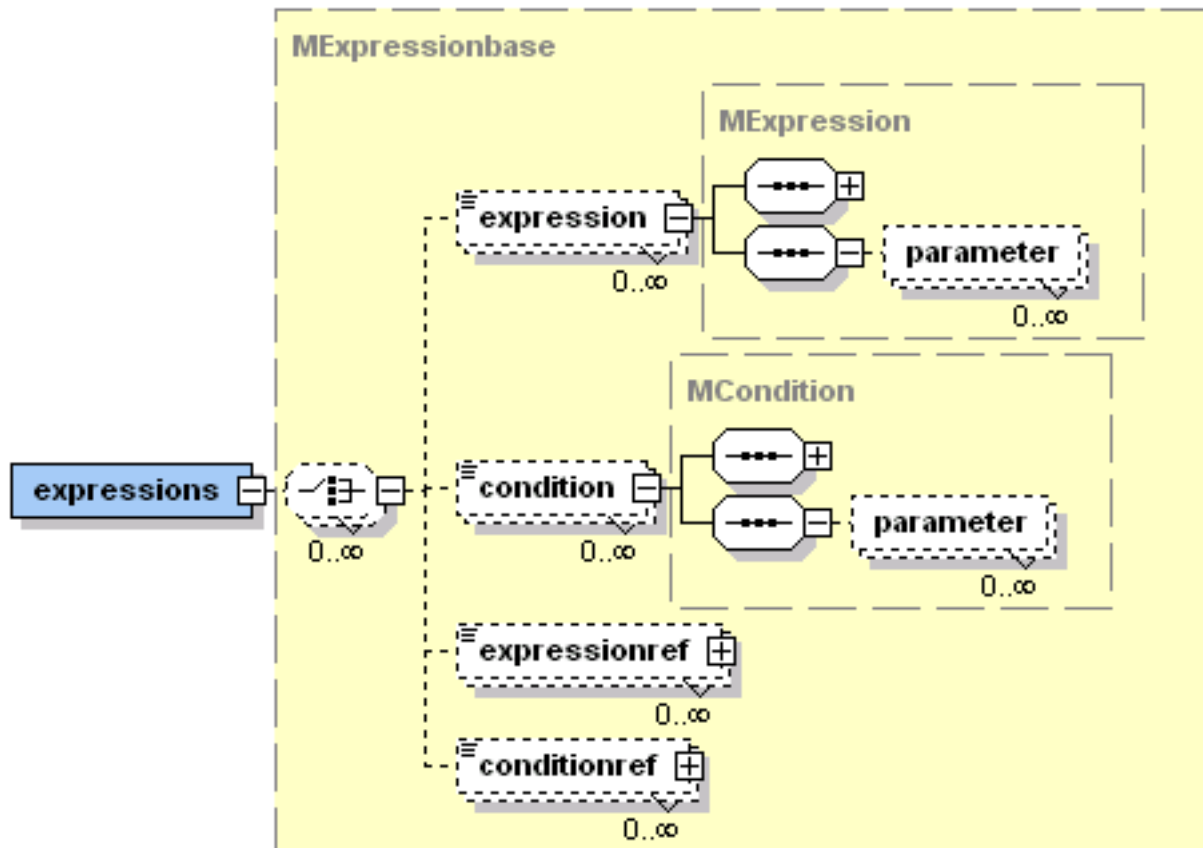 MExpressionbase
MExpression
expression
0..∞
parameter
0..∞
MCondition
expressions
0..∞
condition
0..∞
parameter
0..∞
expressionref
0..∞
conditionref
0..∞